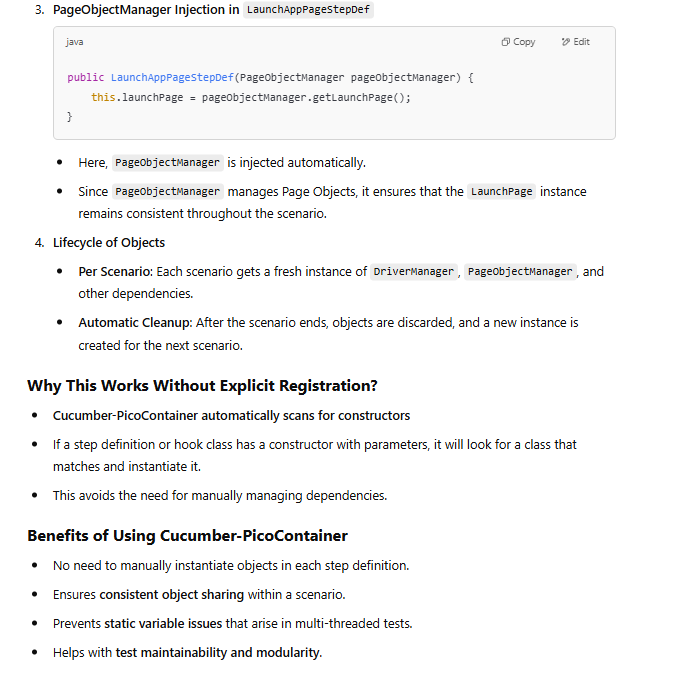 3. PageObjectManager Injection in LaunchAppPageStepDef
java
Copy
Edit
public LaunchAppPageStepDef(PageObjectManager pageObjectManager) {
    this.launchPage = pageObjectManager.getLaunchPage();
}
• Here, PageObjectManager is injected automatically.
• Since PageObjectManager manages Page Objects, it ensures that the LaunchPage instance
remains consistent throughout the scenario.
4. Lifecycle of Objects
• Per Scenario: Each scenario gets a fresh instance of DriverManager, PageObjectManager, and
other dependencies.
• Automatic Cleanup: After the scenario ends, objects are discarded, and a new instance is
created for the next scenario.
Why This Works Without Explicit Registration?
• Cucumber-PicoContainer automatically scans for constructors
• If a step definition or hook class has a constructor with parameters, it will look for a class that
matches and instantiate it.
• This avoids the need for manually managing dependencies.
Benefits of Using Cucumber-PicoContainer
• No need to manually instantiate objects in each step definition.
• Ensures consistent object sharing within a scenario.
• Prevents static variable issues that arise in multi-threaded tests.
• Helps with test maintainability and modularity.